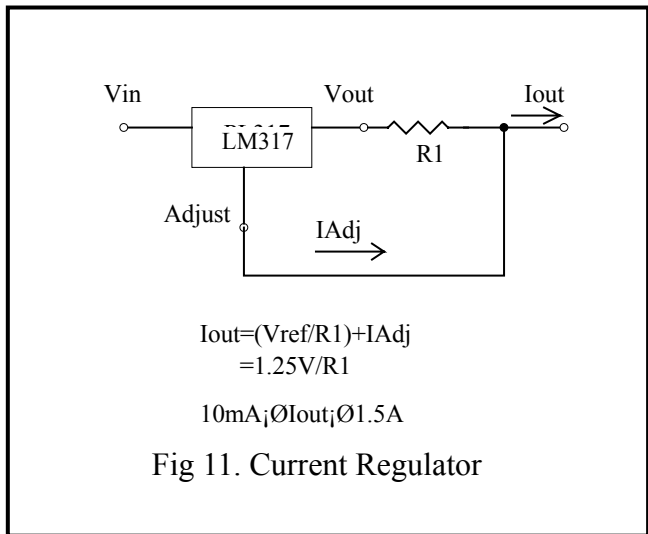 Vin
Vout
Iout
LM317
R1
Adjust
IAdj
Iout=(Vref/R1)+IAdj
=1.25V/R1
10mA¡ØIout¡Ø1.5A
Fig 11. Current Regulator